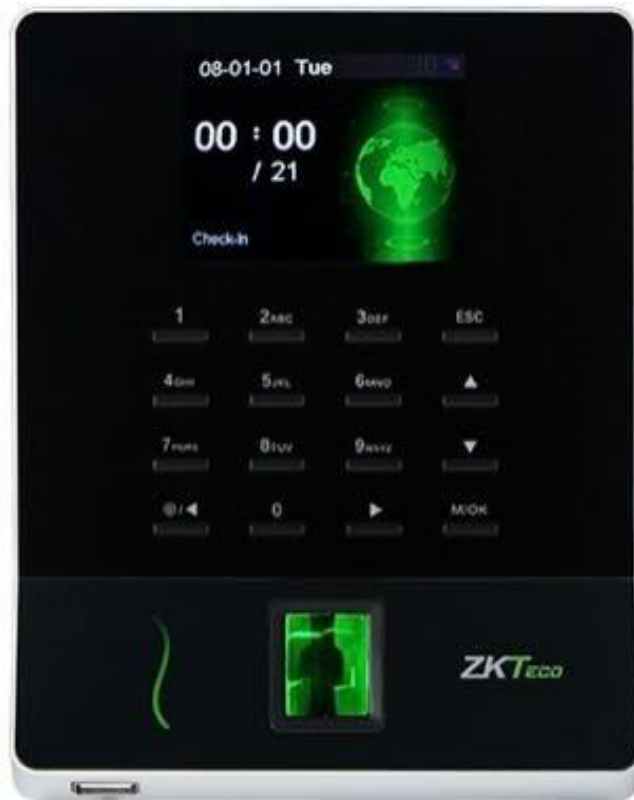 08-01-01 Tue
00 : 00
/ 21
Check-In
1 2ABC 3DEF ESC
4GHI 5JKL 6MNO ▲
7PQRS 8TUV 9WXYZ ▼
/◀ 0 ▶ M/OK
ZKTECO